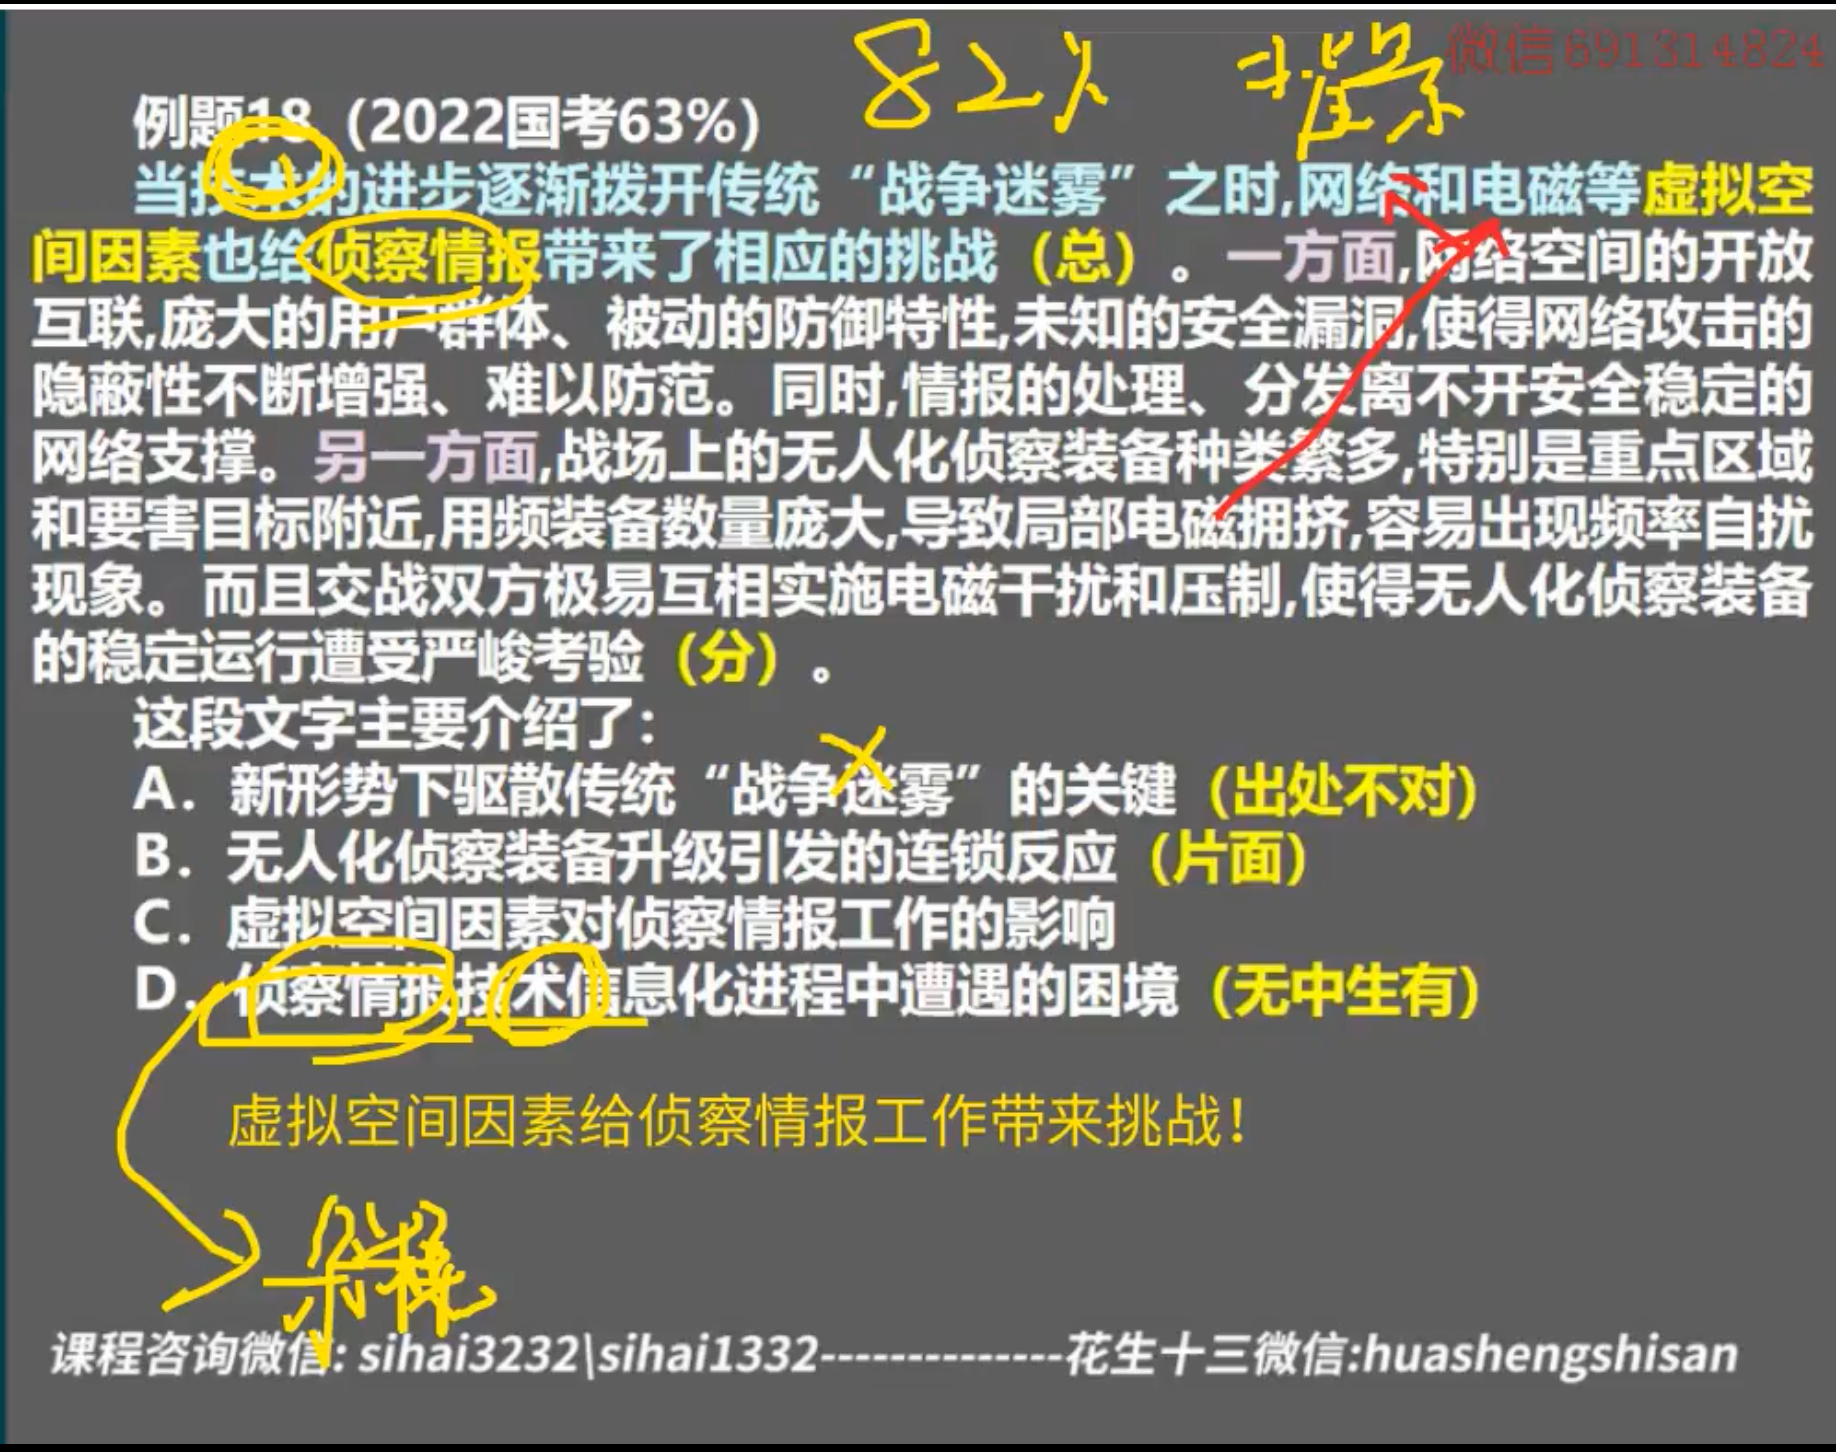 82% 背景
微信691314824
例题18（2022国考63%）
当技术的进步逐渐拨开传统“战争迷雾”之时,网络和电磁等虚拟空
间因素也给侦察情报带来了相应的挑战（总）。一方面,网络空间的开放
互联,庞大的用户群体、被动的防御特性,未知的安全漏洞,使得网络攻击的
隐蔽性不断增强、难以防范。同时,情报的处理、分发离不开安全稳定的
网络支撑。另一方面,战场上的无人化侦察装备种类繁多,特别是重点区域
和要害目标附近,用频装备数量庞大,导致局部电磁拥挤,容易出现频率自扰
现象。而且交战双方极易互相实施电磁干扰和压制,使得无人化侦察装备
的稳定运行遭受严峻考验（分）。
这段文字主要介绍了：
A．新形势下驱散传统“战争迷雾”的关键（出处不对）
B．无人化侦察装备升级引发的连锁反应（片面）
C．虚拟空间因素对侦察情报工作的影响
D．侦察情报技术信息化进程中遭遇的困境（无中生有）
虚拟空间因素给侦察情报工作带来挑战！
课程咨询微信: sihai3232\sihai1332--------------花生十三微信:huashengshisan